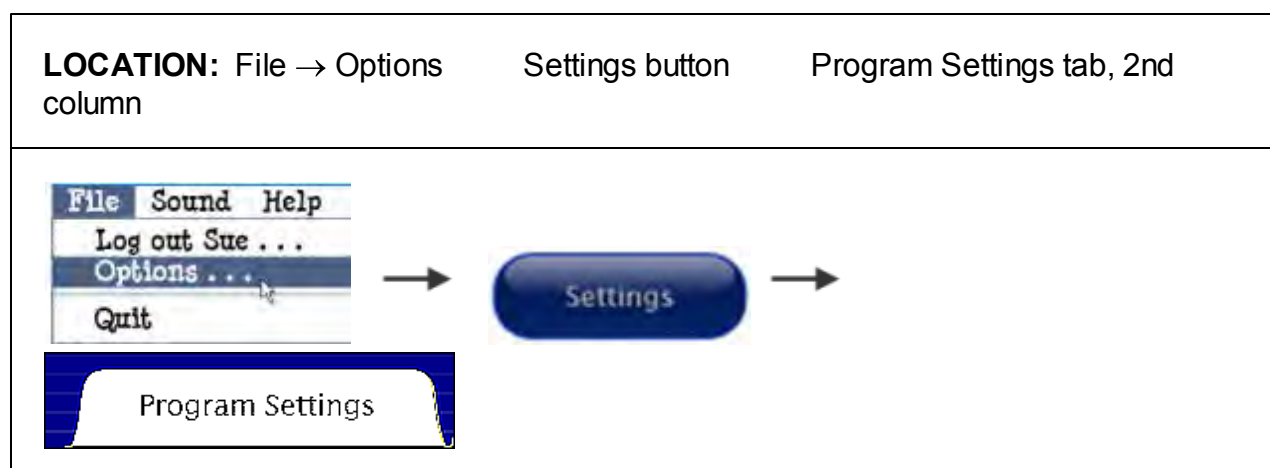 LOCATION: File → Options Settings button Program Settings tab, 2nd
column
File Sound Help
Log out Sue . . .
Options . . .
Quit
Settings
Program Settings